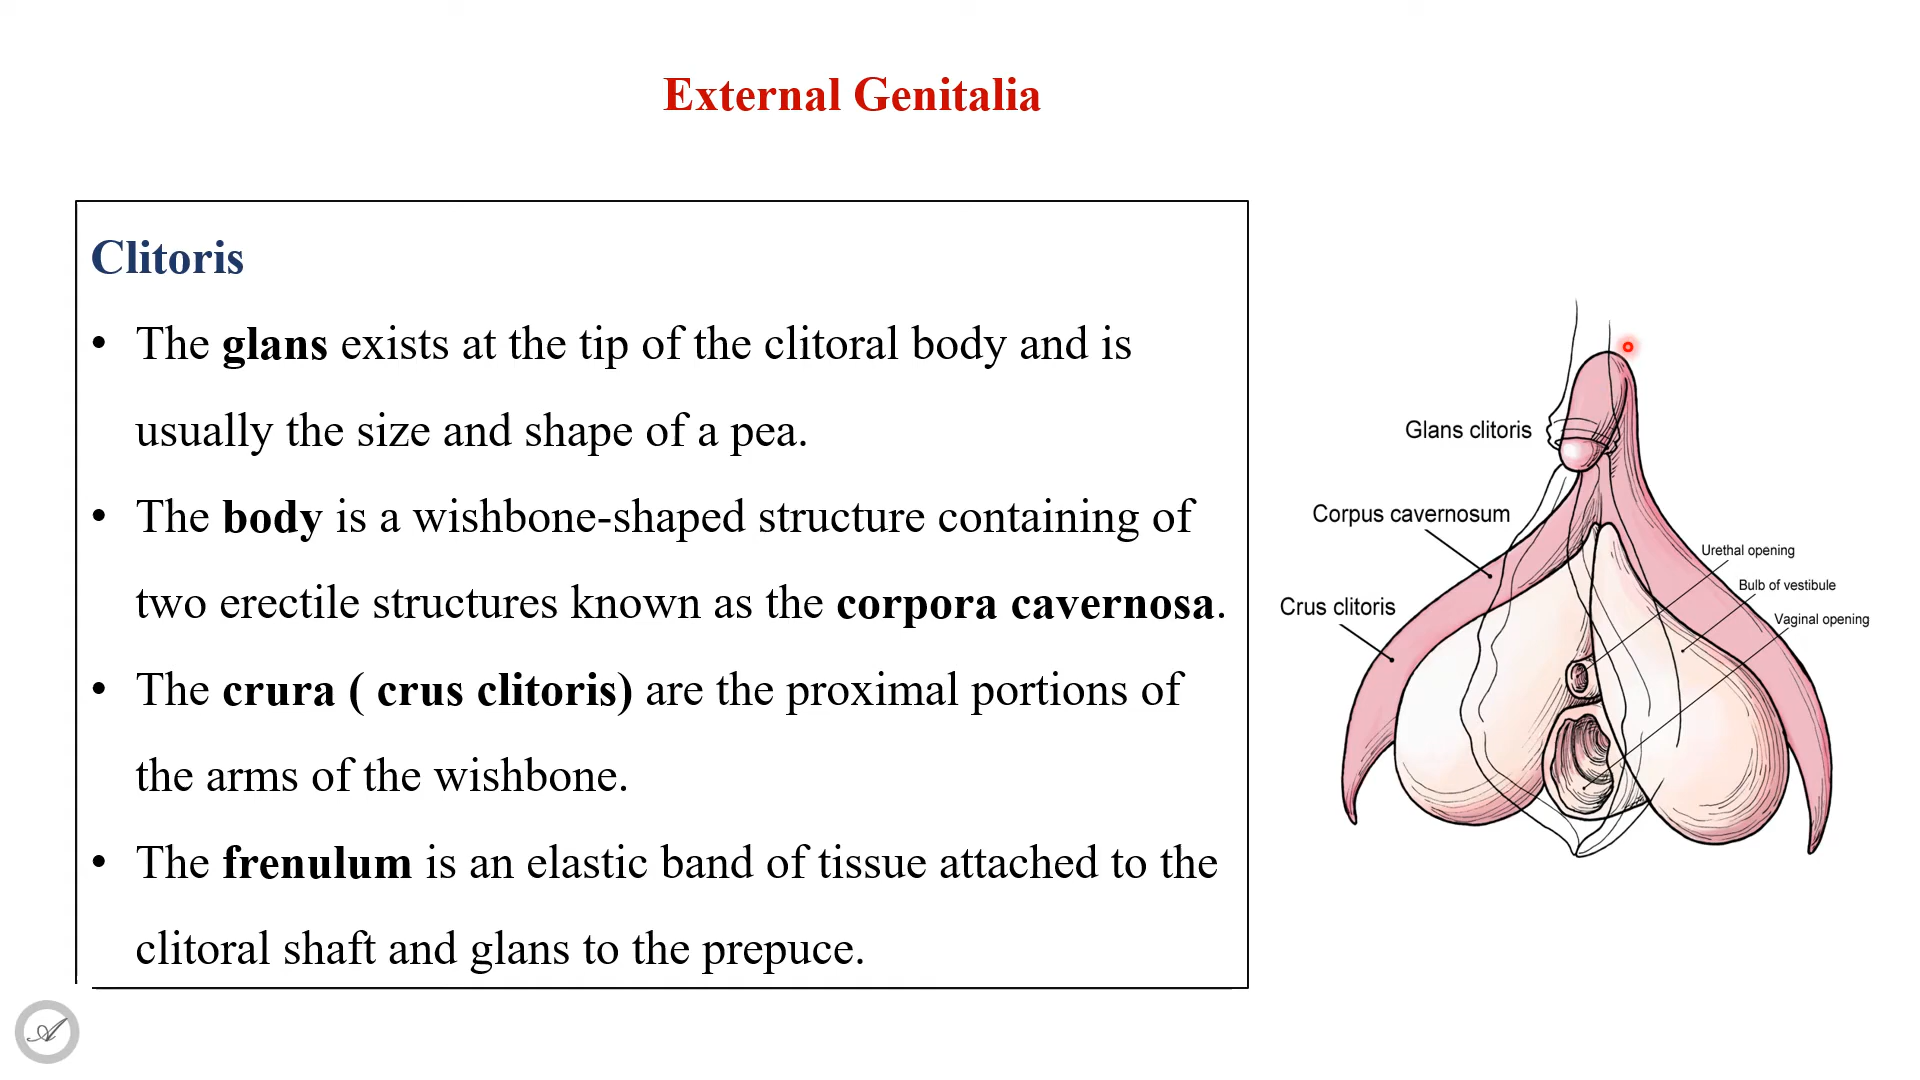 External Genitalia
Clitoris
• The glans exists at the tip of the clitoral body and is
usually the size and shape of a pea.
• The body is a wishbone-shaped structure containing of
two erectile structures known as the corpora cavernosa.
• The crura ( crus clitoris) are the proximal portions of
the arms of the wishbone.
• The frenulum is an elastic band of tissue attached to the
clitoral shaft and glans to the prepuce.
Glans clitoris
Corpus cavernosum
Crus clitoris
Urethal opening
Bulb of vestibule
Vaginal opening
A